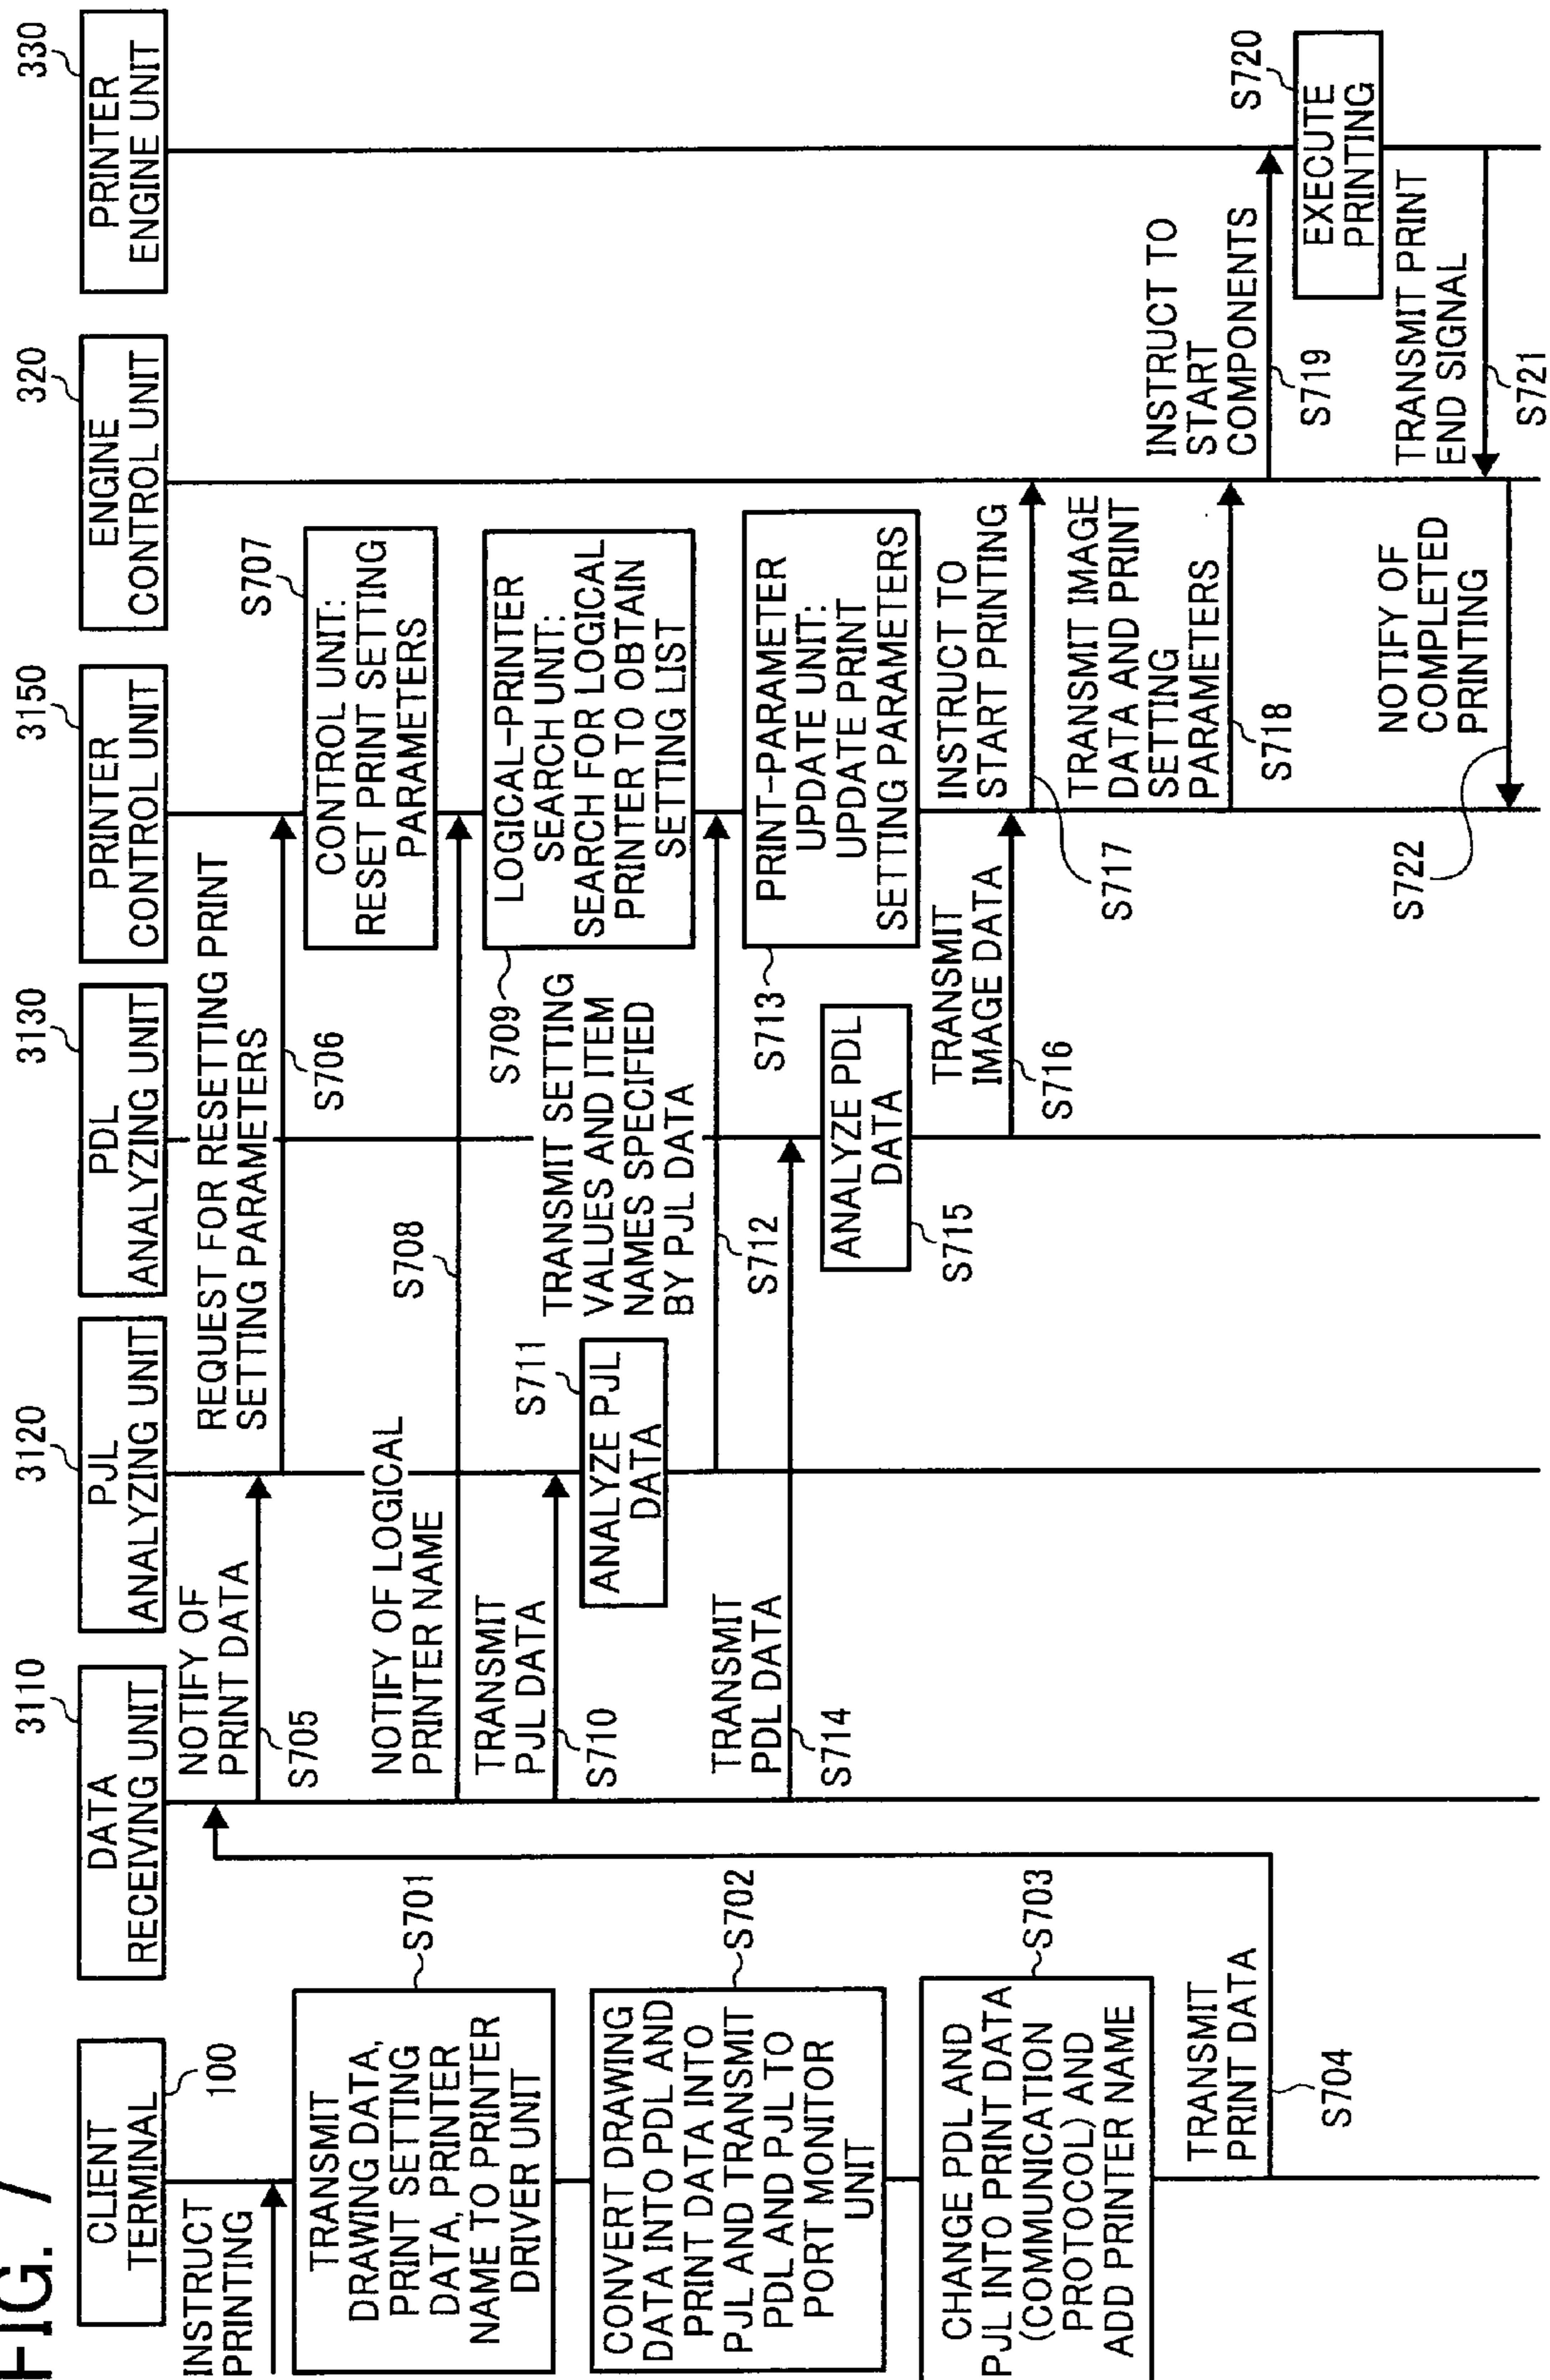 FIG. 7
CLIENT
TERMINAL
100
DATA
RECEIVING UNIT
3110
PJL
ANALYZING UNIT
3120
PDL
ANALYZING UNIT
3130
PRINTER
CONTROL UNIT
3150
ENGINE
CONTROL UNIT
320
PRINTER
ENGINE UNIT
330
INSTRUCT
PRINTING
TRANSMIT
DRAWING DATA,
PRINT SETTING
DATA, PRINTER
NAME TO PRINTER
DRIVER UNIT
S701
CONVERT DRAWING
DATA INTO PDL AND
PRINT DATA INTO
PJL AND TRANSMIT
PDL AND PJL TO
PORT MONITOR
UNIT
S702
CHANGE PDL AND
PJL INTO PRINT DATA
(COMMUNICATION
PROTOCOL) AND
ADD PRINTER NAME
S703
TRANSMIT
PRINT DATA
S704
NOTIFY OF
PRINT DATA
S705
REQUEST FOR RESETTING PRINT
SETTING PARAMETERS
S706
CONTROL UNIT:
RESET PRINT SETTING
PARAMETERS
S707
NOTIFY OF LOGICAL
PRINTER NAME
S708
LOGICAL-PRINTER
SEARCH UNIT:
SEARCH FOR LOGICAL
PRINTER TO OBTAIN
SETTING LIST
S709
TRANSMIT
PJL DATA
S710
ANALYZE PJL
DATA
S711
TRANSMIT SETTING
VALUES AND ITEM
NAMES SPECIFIED
BY PJL DATA
S712
PRINT-PARAMETER
UPDATE UNIT:
UPDATE PRINT
SETTING PARAMETERS
S713
TRANSMIT
PDL DATA
S714
ANALYZE PDL
DATA
S715
TRANSMIT
IMAGE DATA
S716
INSTRUCT TO
START PRINTING
S717
TRANSMIT IMAGE
DATA AND PRINT
SETTING
PARAMETERS
S718
INSTRUCT TO
START
COMPONENTS
S719
EXECUTE
PRINTING
S720
TRANSMIT PRINT
END SIGNAL
S721
NOTIFY OF
COMPLETED
PRINTING
S722